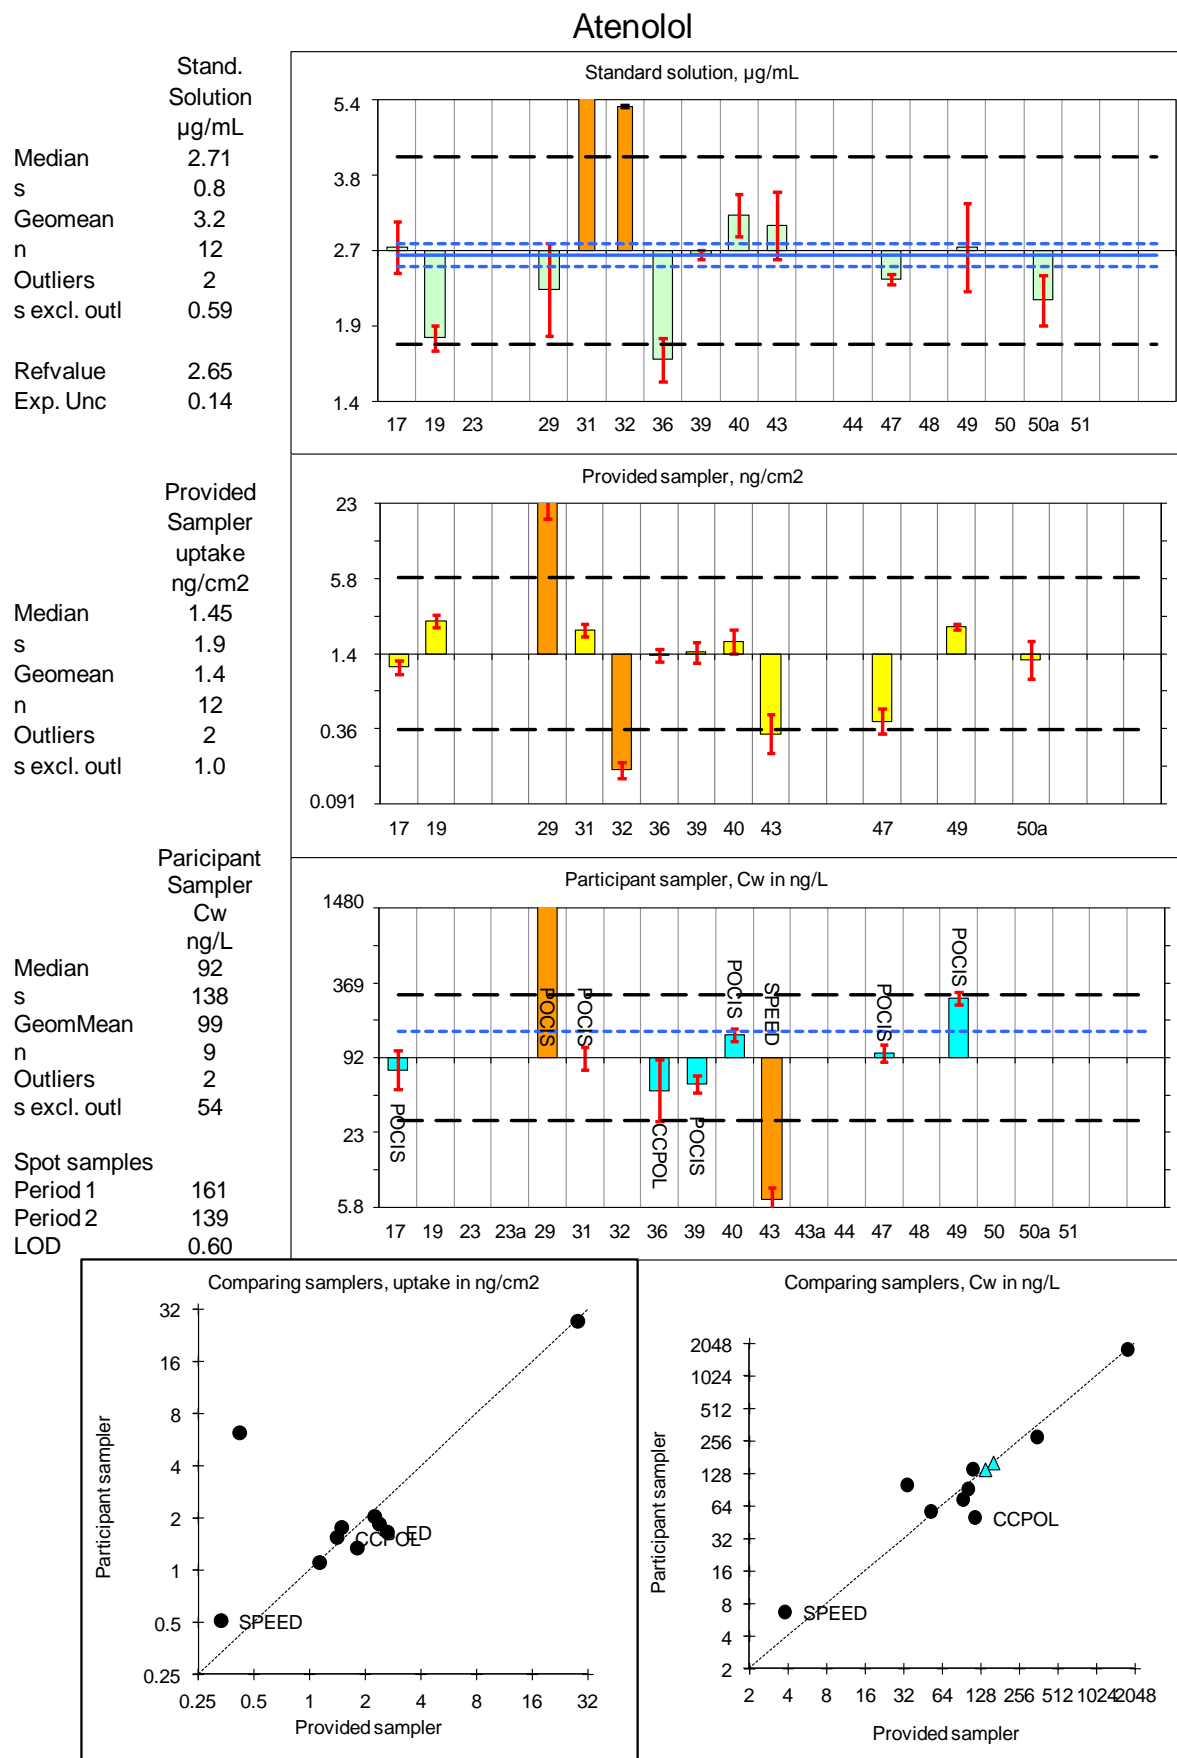 Atenolol
Stand.
Solution
µg/mL
Median 2.71
s 0.8
Geomean 3.2
n 12
Outliers 2
s excl. outl 0.59
Refvalue 2.65
Exp. Unc 0.14
Standard solution, µg/mL
5.4
3.8
2.7
1.9
1.4
17 19 23 29 31 32 36 39 40 43 44 47 48 49 50 50a 51
Provided
Sampler
uptake
ng/cm2
Median 1.45
s 1.9
Geomean 1.4
n 12
Outliers 2
s excl. outl 1.0
Provided sampler, ng/cm2
23
5.8
1.4
0.36
0.091
17 19 29 31 32 36 39 40 43 47 49 50a
Paricipant
Sampler
Cw
ng/L
Median 92
s 138
GeomMean 99
n 9
Outliers 2
s excl. outl 54
Spot samples
Period 1 161
Period 2 139
LOD 0.60
Participant sampler, Cw in ng/L
1480
369
92
23
5.8
POCIS
POCIS
POCIS
CCPOL
POCIS
POCIS
SPEED
POCIS
POCIS
17 19 23 23a 29 31 32 36 39 40 43 43a 44 47 48 49 50 50a 51
Comparing samplers, uptake in ng/cm2
Participant sampler
32
16
8
4
2
1
0.5
0.25
ED
CCPOL
SPEED
0.25 0.5 1 2 4 8 16 32
Provided sampler
Comparing samplers, Cw in ng/L
Participant sampler
2048
1024
512
256
128
64
32
16
8
4
2
CCPOL
SPEED
2 4 8 16 32 64 128 256 512 1024 2048
Provided sampler